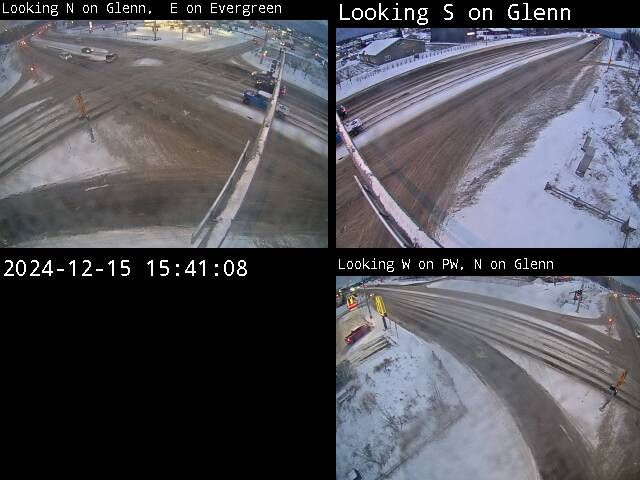 Looking N on Glenn,  E on Evergreen
Looking S on Glenn
2024-12-15 15:41:08
Looking W on PW, N on Glenn